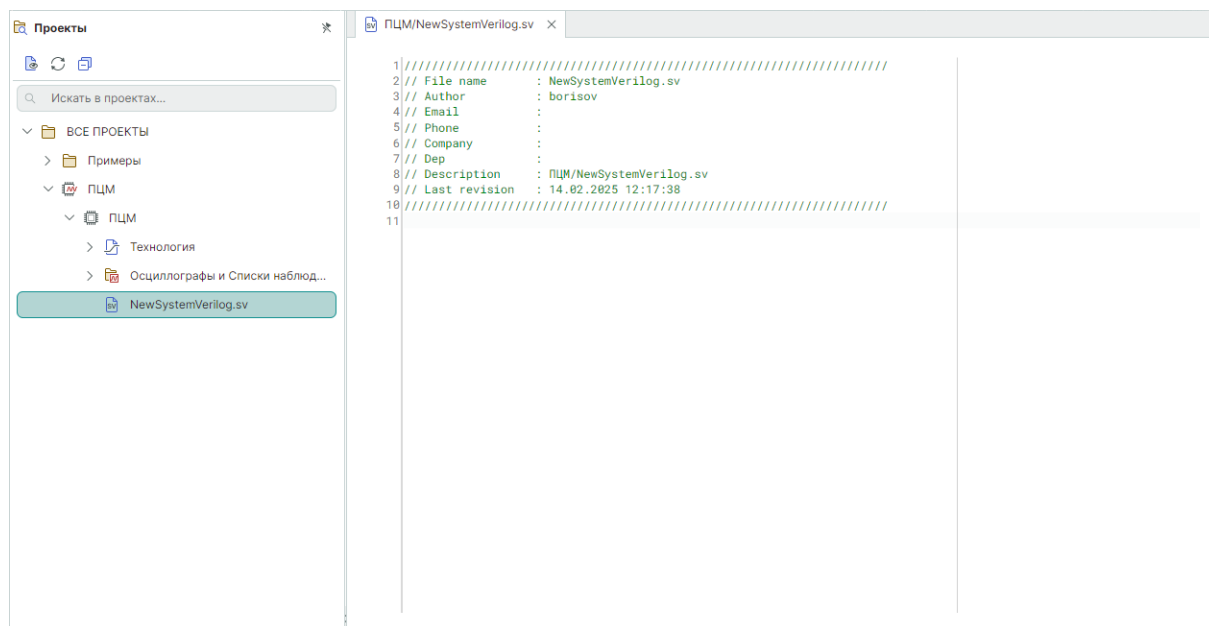 Проекты
Искать в проектах...
ВСЕ ПРОЕКТЫ
Примеры
ПЦМ
ПЦМ
Технология
Осциллографы и Списки наблюд...
SV NewSystemVerilog.sv
SV ПЦМ/NewSystemVerilog.sv
1 //////////////////////////////////////////////////////////////////////
2 // File name : NewSystemVerilog.sv
3 // Author : borisov
4 // Email :
5 // Phone :
6 // Company :
7 // Dep :
8 // Description : ПЦМ/NewSystemVerilog.sv
9 // Last revision : 14.02.2025 12:17:38
10 //////////////////////////////////////////////////////////////////////
11